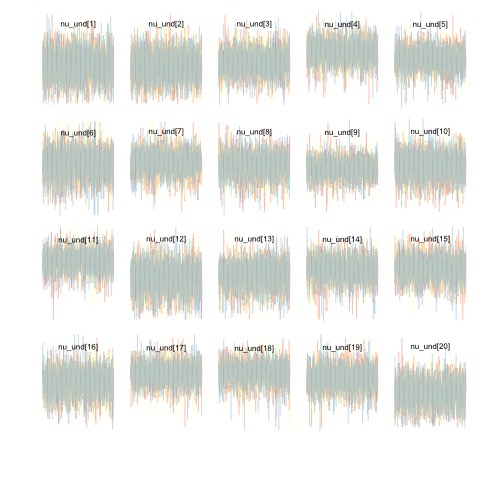 nu_und[1] nu_und[2] nu_und[3] nu_und[4] nu_und[5]
nu_und[6] nu_und[7] nu_und[8] nu_und[9] nu_und[10]
nu_und[11] nu_und[12] nu_und[13] nu_und[14] nu_und[15]
nu_und[16] nu_und[17] nu_und[18] nu_und[19] nu_und[20]